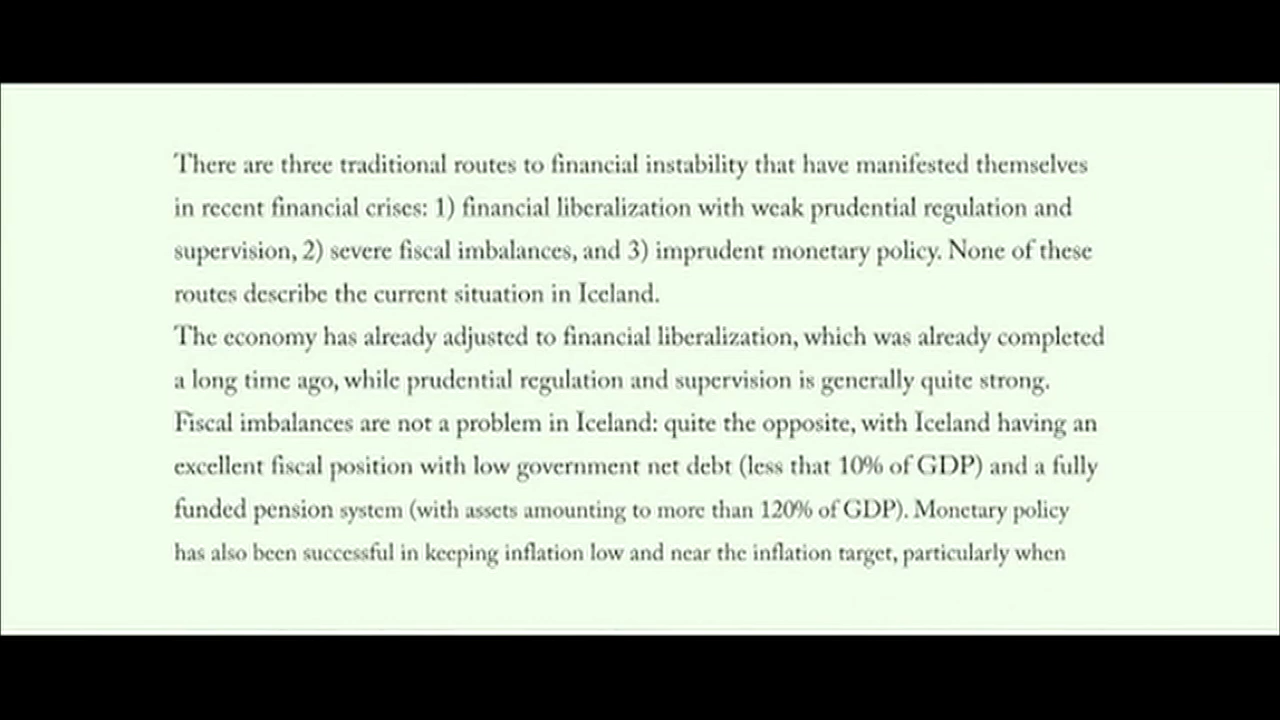 There are three traditional routes to financial instability that have manifested themselves
in recent financial crises: 1) financial liberalization with weak prudential regulation and
supervision, 2) severe fiscal imbalances, and 3) imprudent monetary policy. None of these
routes describe the current situation in Iceland.
The economy has already adjusted to financial liberalization, which was already completed
a long time ago, while prudential regulation and supervision is generally quite strong.
Fiscal imbalances are not a problem in Iceland: quite the opposite, with Iceland having an
excellent fiscal position with low government net debt (less that 10% of GDP) and a fully
funded pension system (with assets amounting to more than 120% of GDP). Monetary policy
has also been successful in keeping inflation low and near the inflation target, particularly when